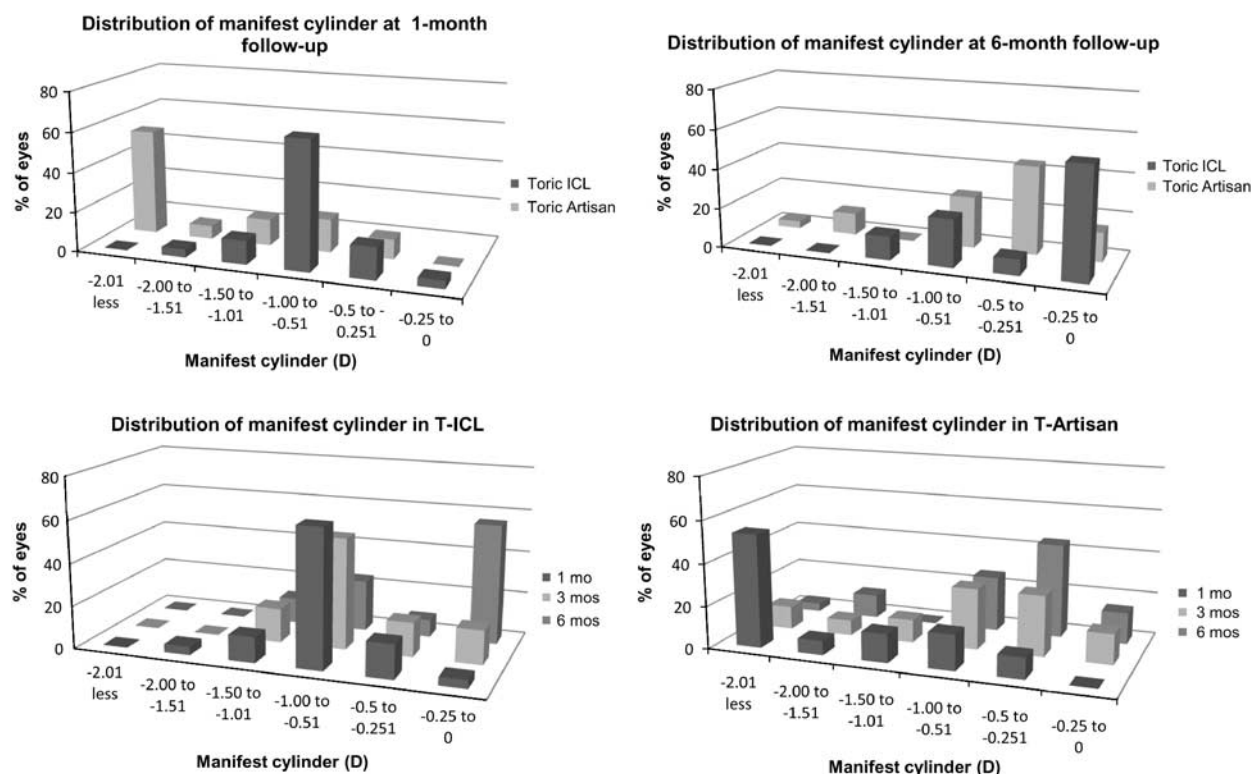 Distribution of manifest cylinder at 1-month
follow-up
80
60
40
20
0
% of eyes
-2.01
less
-2.00 to
-1.51
-1.50 to
-1.01
-1.00 to
-0.51
-0.5 to -
0.251
-0.25 to
0
Manifest cylinder (D)
Toric ICL
Toric Artisan
Distribution of manifest cylinder at 6-month follow-up
80
60
40
20
0
% of eyes
-2.01
less
-2.00 to
-1.51
-1.50 to
-1.01
-1.00 to
-0.51
-0.5 to
-0.251
-0.25 to
0
Manifest cylinder (D)
Toric ICL
Toric Artisan
Distribution of manifest cylinder in T-ICL
80
60
40
20
0
% of eyes
-2.01
less
-2.00 to
-1.51
-1.50 to
-1.01
-1.00 to
-0.51
-0.5 to
-0.251
-0.25 to
0
Manifest cylinder (D)
1 mo
3 mos
6 mos
Distribution of manifest cylinder in T-Artisan
80
60
40
20
0
% of eyes
-2.01
less
-2.00 to
-1.51
-1.50 to
-1.01
-1.00 to
-0.51
-0.5 to
-0.251
-0.25 to
0
Manifest cylinder (D)
1 mo
3 mos
6 mos